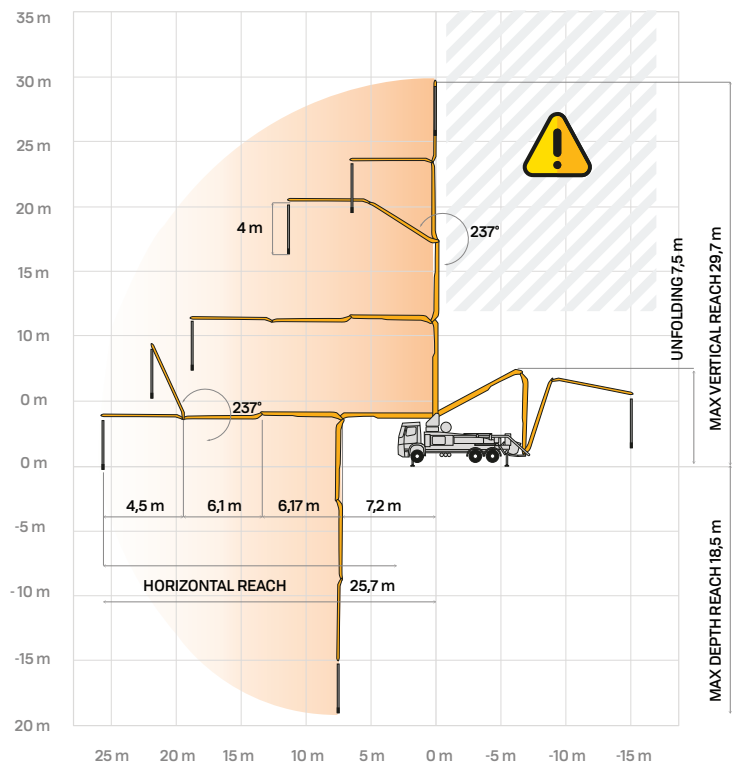 35 m
30 m
25 m
20 m
15 m
10 m
0 m
0 m
-5 m
- 10 m
-15 m
20 m
25 m
20 m
15 m
10 m
5 m
0 m
-5 m
-10 m
-15 m
4 m
237°
237°
4,5 m
6,1 m
6,17 m
7,2 m
HORIZONTAL REACH
25,7 m
UNFOLDING 7,5 m
MAX VERTICAL REACH 29,7 m
MAX DEPTH REACH 18,5 m